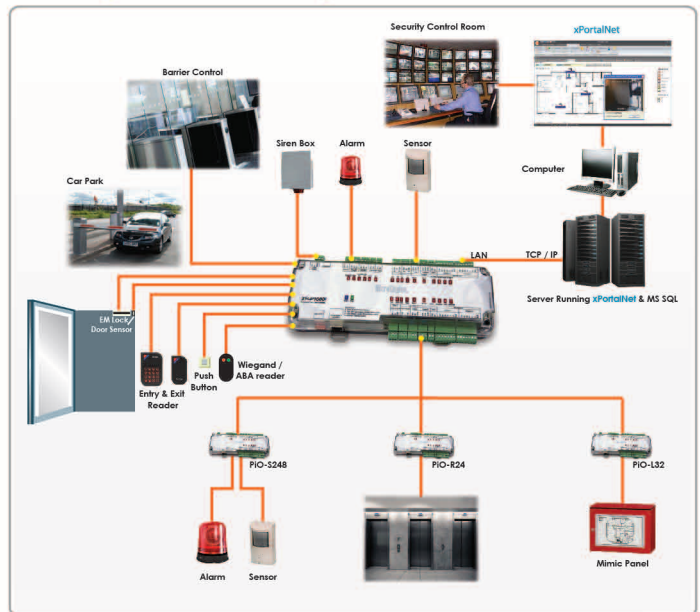 Security Control Room
xPortalNet
Barrier Control
Siren Box
Alarm
Sensor
Computer
Car Park
LAN
TCP / IP
Server Running xPortalNet & MS SQL
EM Lock
Door Sensor
Entry & Exit
Reader
Push
Button
Wiegand /
ABA reader
PiO-S248
PiO-R24
PiO-L32
Alarm
Sensor
Mimic Panel